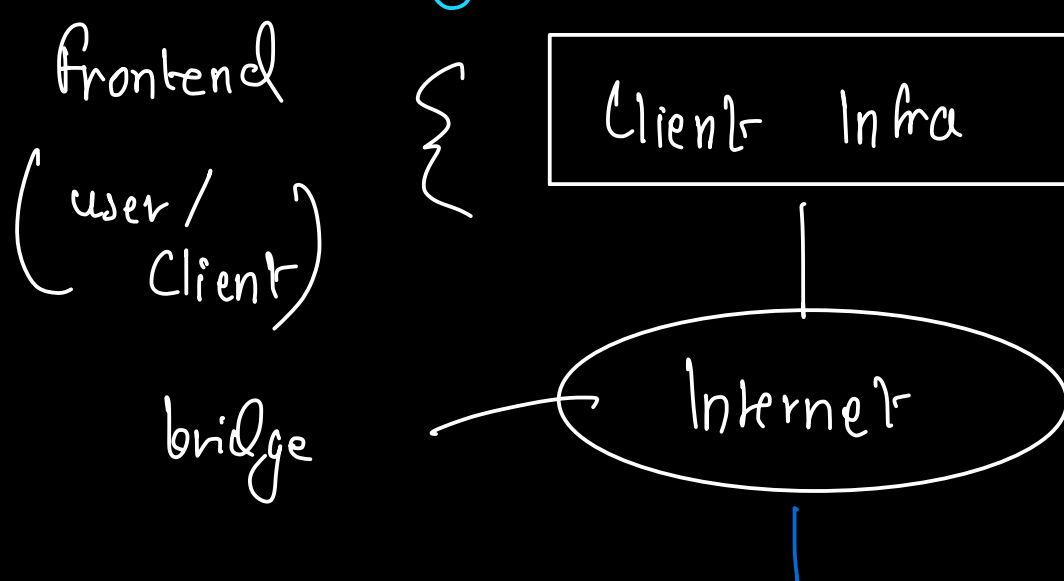 frontend
Client Infra
(user/
Client)
Internet
bridge